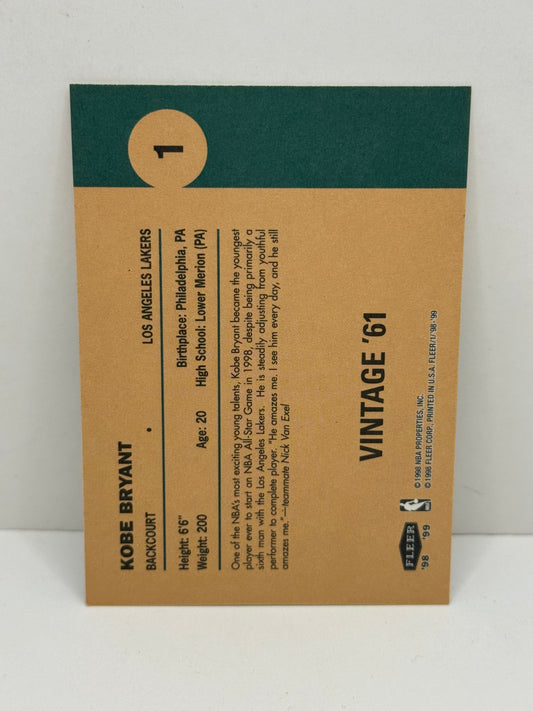 1
KOBE BRYANT
BACKCOURT • LOS ANGELES LAKERS
Height: 6'6" Birthplace: Philadelphia, PA
Weight: 200 Age: 20 High School: Lower Merion (PA)
One of the NBA's most exciting young talents, Kobe Bryant became the youngest
player ever to start an NBA All-Star Game in 1998, despite being primarily a
sixth man with the Los Angeles Lakers. He is steadily adjusting from youthful
performer to complete player. "He amazes me. I see him every day, and he still
amazes me."—teammate Nick Van Exel
VINTAGE '61
FLEER
'98 '99
© 1998 NBA PROPERTIES, INC.
© 1998 FLEER CORP., PRINTED IN U.S.A. FLEER/U '98-'99